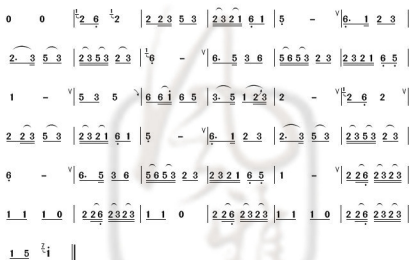 0 0 | 2 6 2 | 2 2 3 5 3 | 2 3 2 1 6 1 | 5 - | 6. 1 2 3
2. 3 5 3 | 2 3 5 3 2 3 | 6 - | 6. 5 3 6 | 5 6 5 3 2 3 | 2 3 2 1 6 5
1 - | 5 3 5 | 6 6 i 6 5 | 3. 5 1 2 3 | 2 - | 2 6 2
2 2 3 5 3 | 2 3 2 1 6 1 | 5 - | 6. 1 2 3 | 2. 3 5 3 | 2 3 5 3 2 3
6 - | 6. 5 3 6 | 5 6 5 3 2 3 | 2 3 2 1 6 5 | 1 - | 2 2 6 2 3 2 3
1 1 1 0 | 2 2 6 2 3 2 3 | 1 1 0 | 2 2 6 2 3 2 3 | 1 1 1 0 | 2 2 6 2 3 2 3
1 5 i